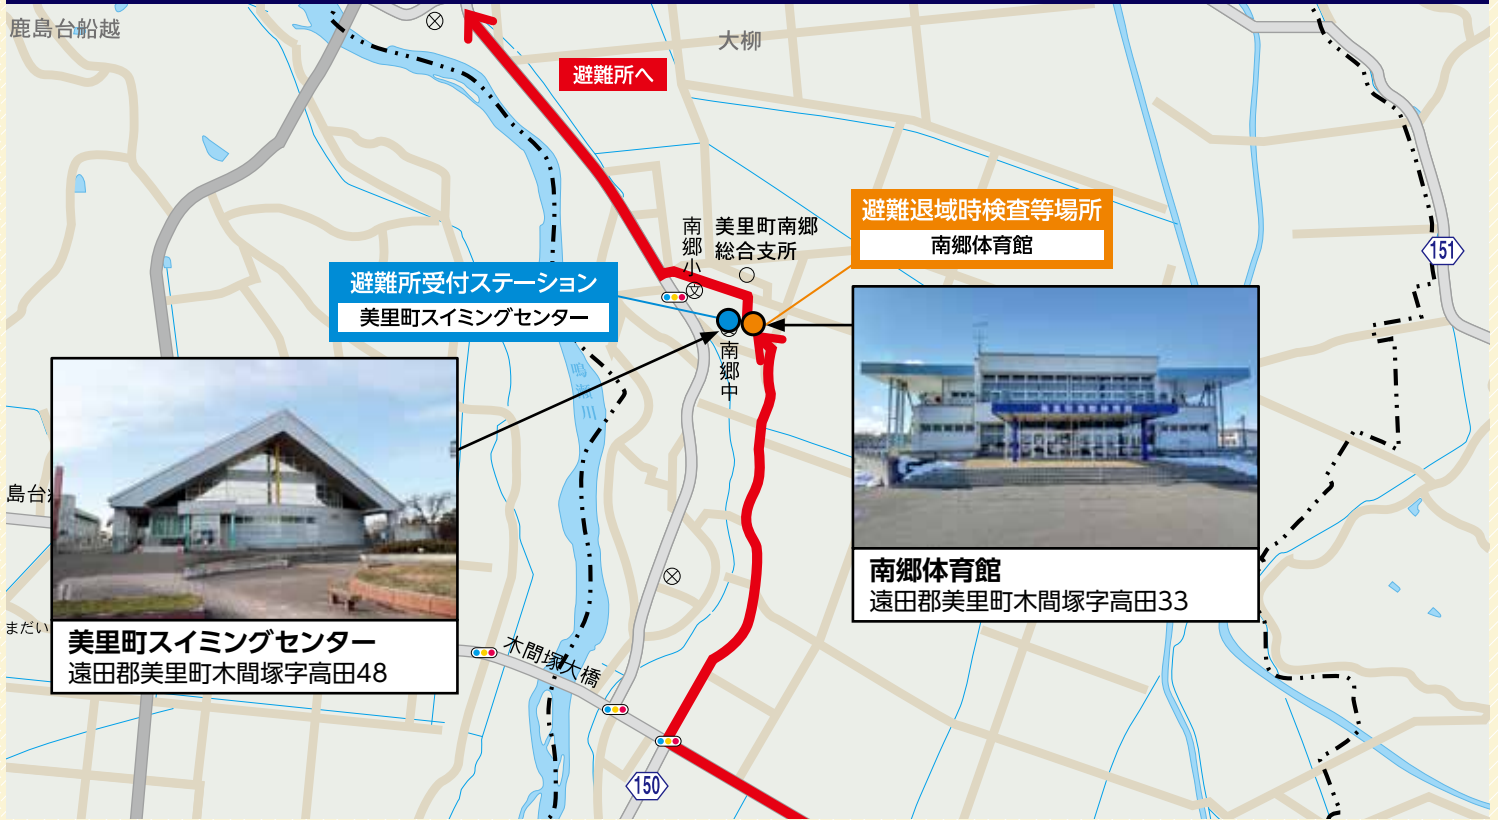 鹿島台船越
大柳
避難所へ
避難退域時検査等場所
南郷体育館
南郷小
美里町南郷
総合支所
文
151
避難所受付ステーション
美里町スイミングセンター
南郷中
鳴瀬川
島台
南郷体育館
遠田郡美里町木間塚字高田33
まだい
美里町スイミングセンター
遠田郡美里町木間塚字高田48
木間塚大橋
150